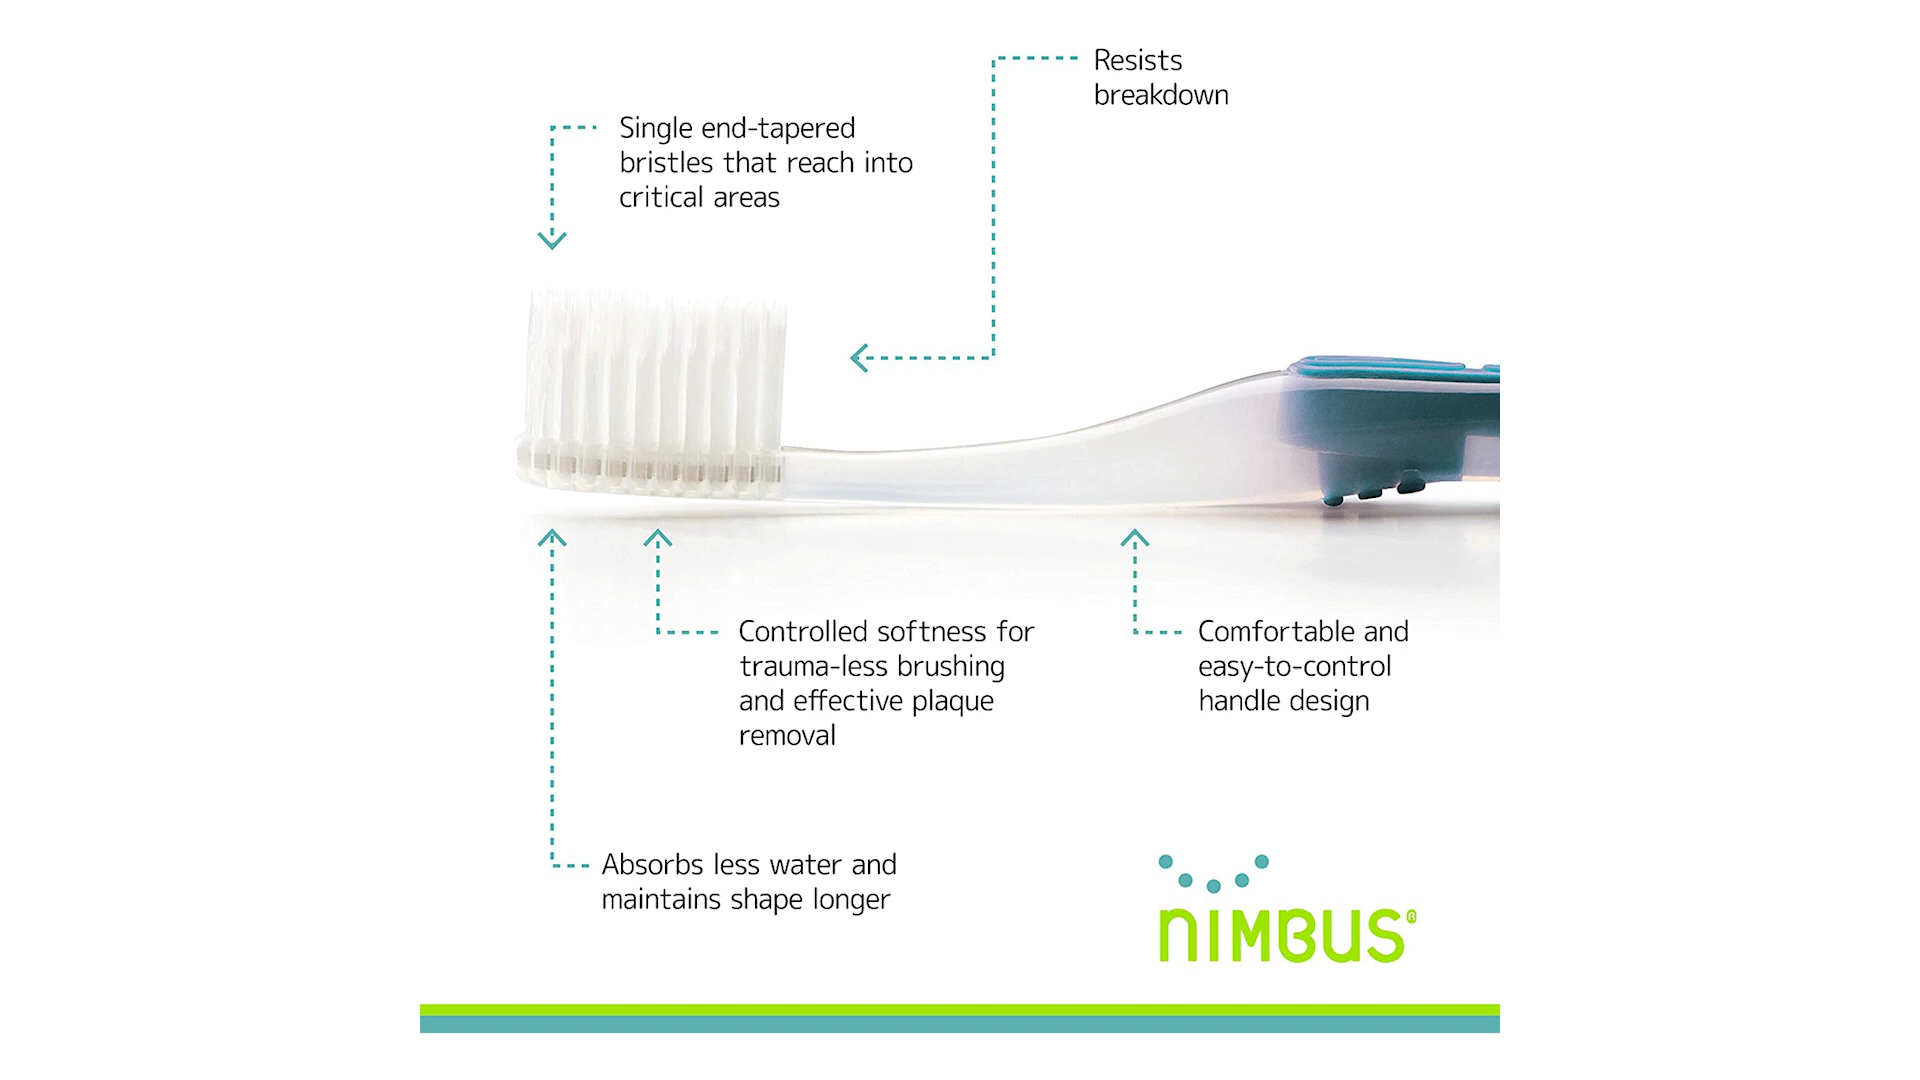 Resists
breakdown
Single end-tapered
bristles that reach into
critical areas
Controlled softness for
trauma-less brushing
and effective plaque
removal
Comfortable and
easy-to-control
handle design
Absorbs less water and
maintains shape longer
NIMBUS®